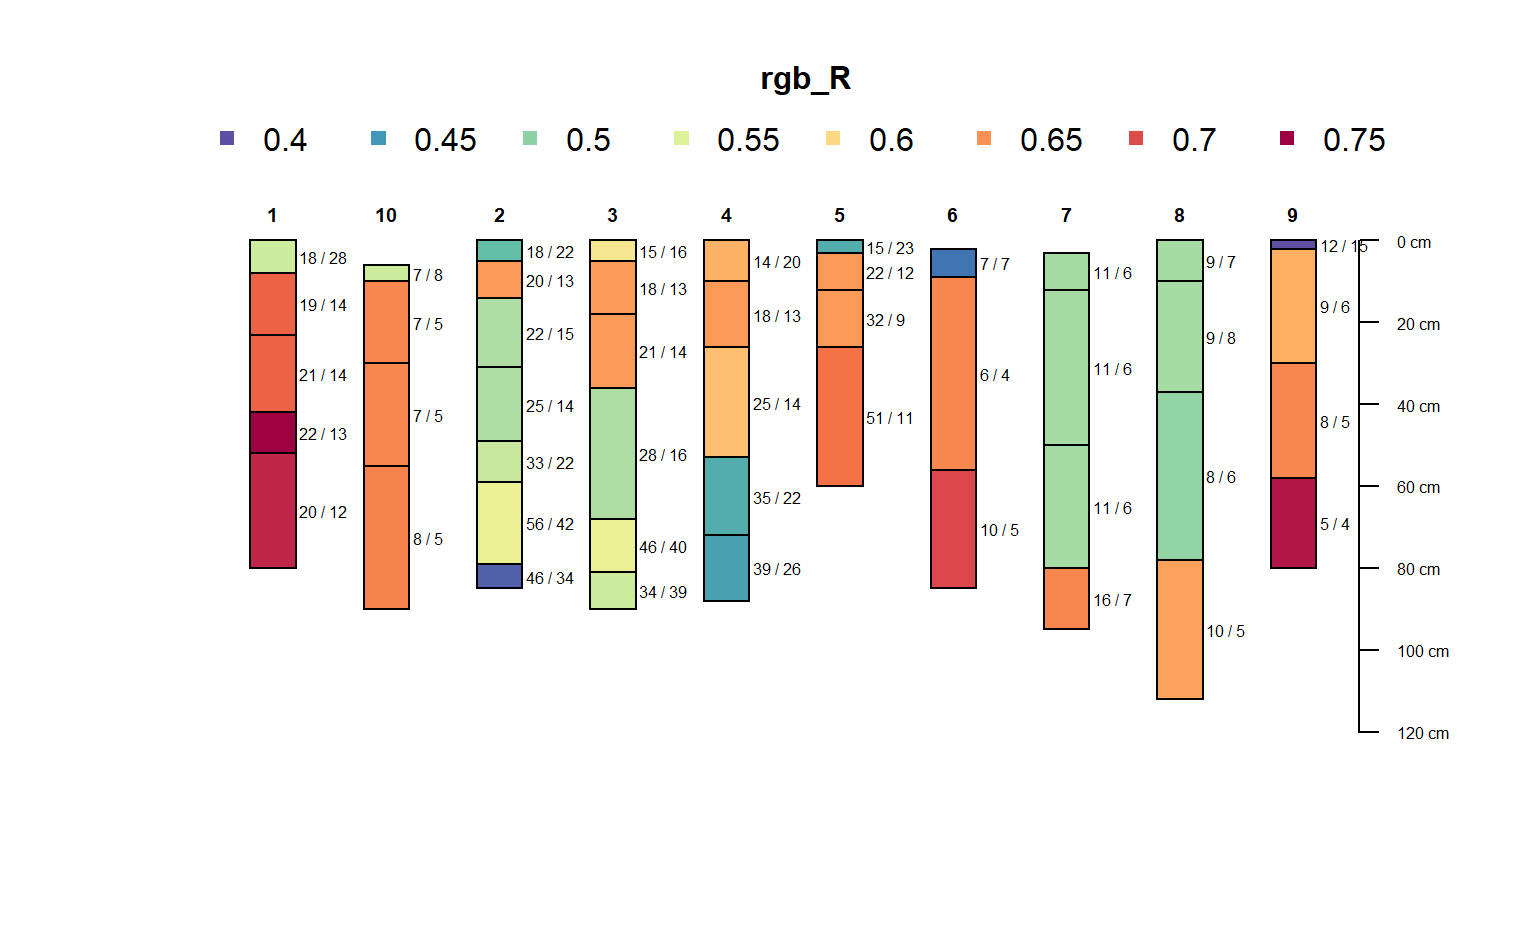 rgb_R
0.4 0.45 0.5 0.55 0.6 0.65 0.7 0.75
1 10 2 3 4 5 6 7 8 9
18 / 28
19 / 14
21 / 14
22 / 13
20 / 12
7 / 8
7 / 5
7 / 5
8 / 5
18 / 22
20 / 13
22 / 15
25 / 14
33 / 22
56 / 42
46 / 34
15 / 16
18 / 13
21 / 14
28 / 16
46 / 40
34 / 39
14 / 20
18 / 13
25 / 14
35 / 22
39 / 26
15 / 23
22 / 12
32 / 9
51 / 11
7 / 7
6 / 4
10 / 5
11 / 6
11 / 6
11 / 6
16 / 7
9 / 7
9 / 8
8 / 6
10 / 5
12 / 15
9 / 6
8 / 5
5 / 4
0 cm
20 cm
40 cm
60 cm
80 cm
100 cm
120 cm